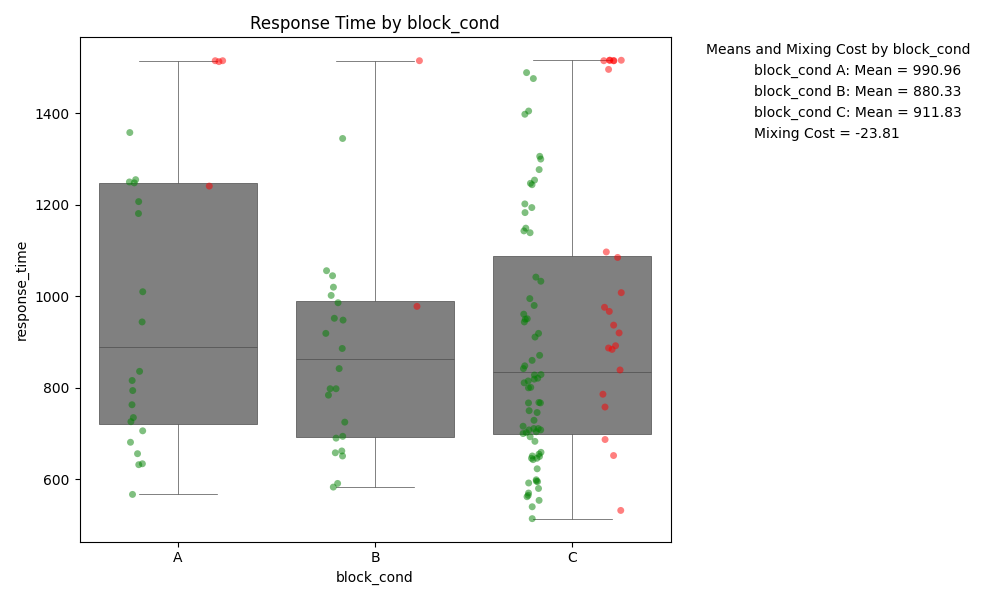 Response Time by block_cond
Means and Mixing Cost by block_cond
block_cond A: Mean = 990.96
block_cond B: Mean = 880.33
block_cond C: Mean = 911.83
Mixing Cost = -23.81
response_time
1400
1200
1000
800
600
A
B
C
block_cond